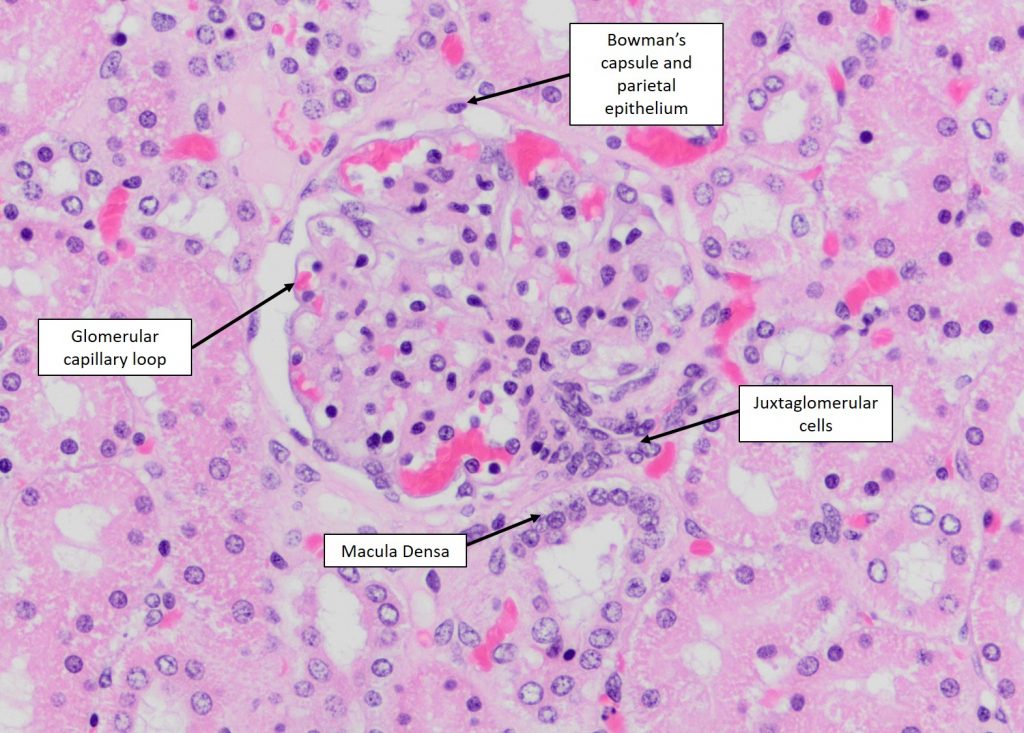 Bowman’s
capsule and
parietal
epithelium
Glomerular
capillary loop
Juxtaglomerular
cells
Macula Densa